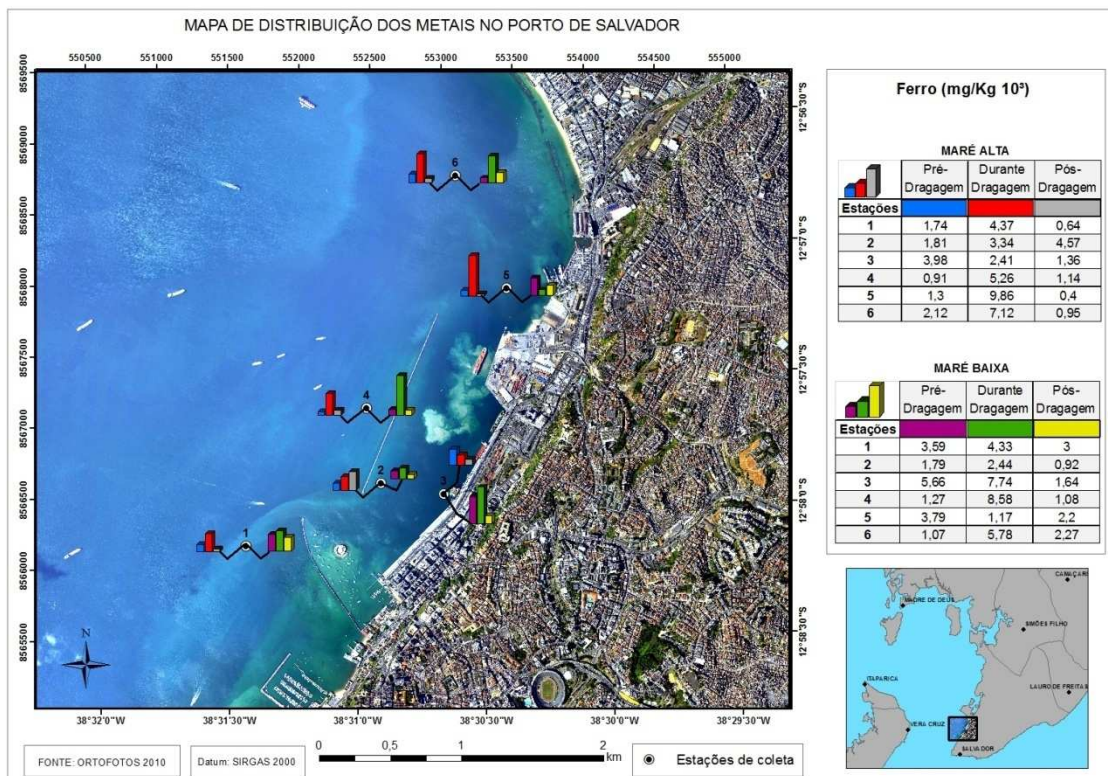 MAPA DE DISTRIBUIÇÃO DOS METAIS NO PORTO DE SALVADOR
550500 551000 551500 552000 552500 553000 553500 554000 554500 555000
8569500
8569000
8568500
8568000
8567500
8567000
8566500
8566000
8565500
12°56'30"S
12°57'0"S
12°57'30"S
12°58'0"S
12°58'30"S
6
5
4
2
3
1
N
38°32'0"W 38°31'30"W 38°31'0"W 38°30'30"W 38°30'0"W 38°29'30"W
FONTE: ORTOFOTOS 2010
Datum: SIRGAS 2000
0 0,5 1 2
km
Estações de coleta
Ferro (mg/Kg 10³)
MARÉ ALTA
Pré- Durante Pós-
Dragagem Dragagem Dragagem
Estações
1 1,74 4,37 0,64
2 1,81 3,34 4,57
3 3,98 2,41 1,36
4 0,91 5,26 1,14
5 1,3 9,86 0,4
6 2,12 7,12 0,95
MARÉ BAIXA
Pré- Durante Pós-
Dragagem Dragagem Dragagem
Estações
1 3,59 4,33 3
2 1,79 2,44 0,92
3 5,66 7,74 1,64
4 1,27 8,58 1,08
5 3,79 1,17 2,2
6 1,07 5,78 2,27
CAMAÇARI
MADRE DE DEUS
SIMÕES FILHO
ITAPARICA
LAURO DE FREITAS
VERA CRUZ
SALVADOR